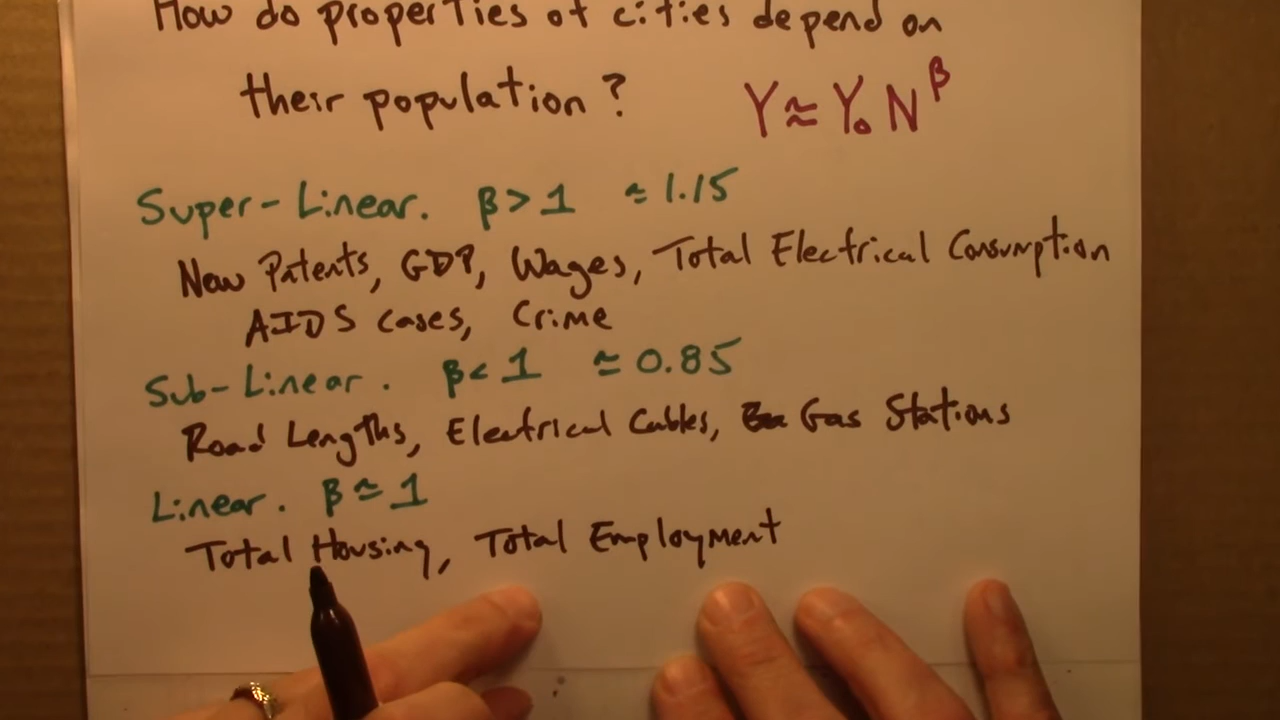 How do properties of cities depend on
their population? Y ≈ Y₀ N^β
Super-Linear. β > 1 ≈ 1.15
New Patents, GDP, Wages, Total Electrical Consumption
AIDS cases, Crime
Sub-Linear. β < 1 ≃ 0.85
Road Lengths, Electrical Cables, Gas Stations
Linear. β ≃ 1
Total Housing, Total Employment